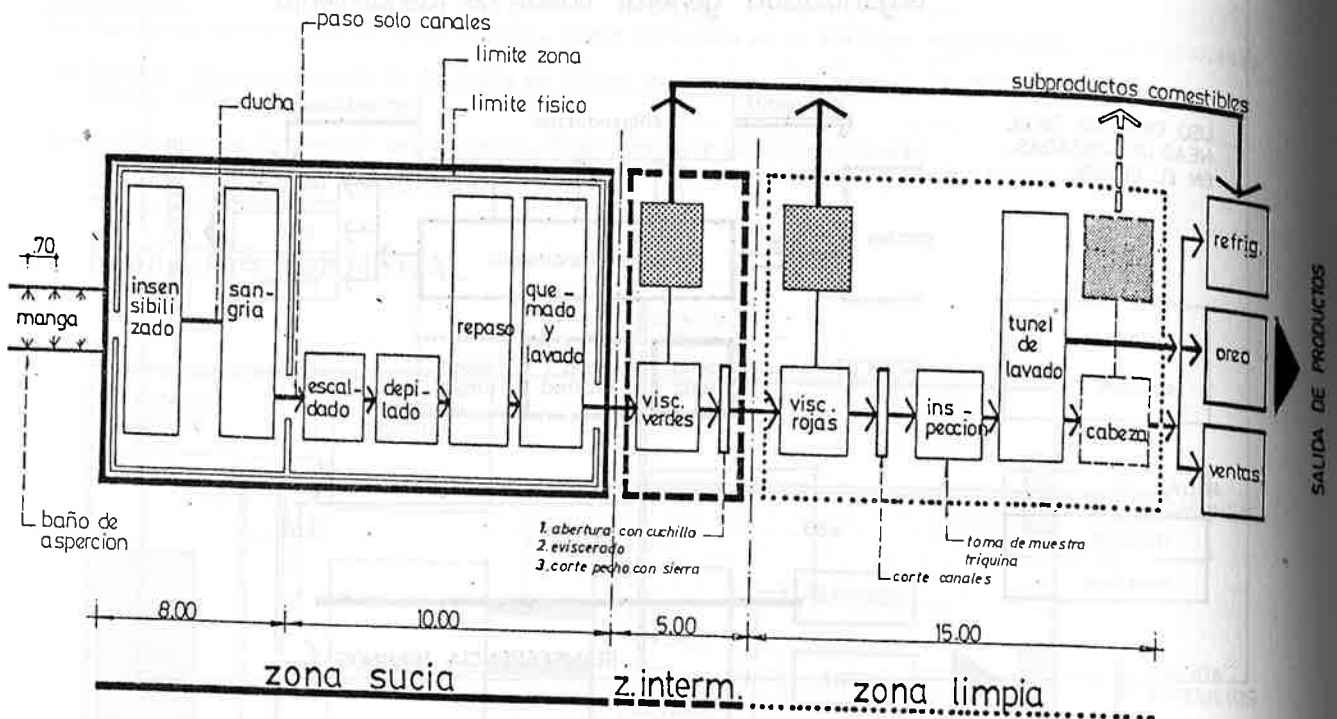 paso solo canales
limite zona
limite fisico
ducha
subproductos comestibles
.70
manga
insen
sibili
zado
san-
gria
escal-
dado
depi-
lado
repaso
que-
mado
y
lavado
visc.
verdes
visc.
rojas
ins-
peccion
tunel
de
lavado
cabeza
refrig.
oreo
ventas
SALIDA DE PRODUCTOS
baño de
aspercion
1. abertura con cuchillo
2. eviscerado
3. corte pecho con sierra
corte canales
toma de muestra
triquina
8.00
10.00
5.00
15.00
zona sucia
z.interm.
zona limpia